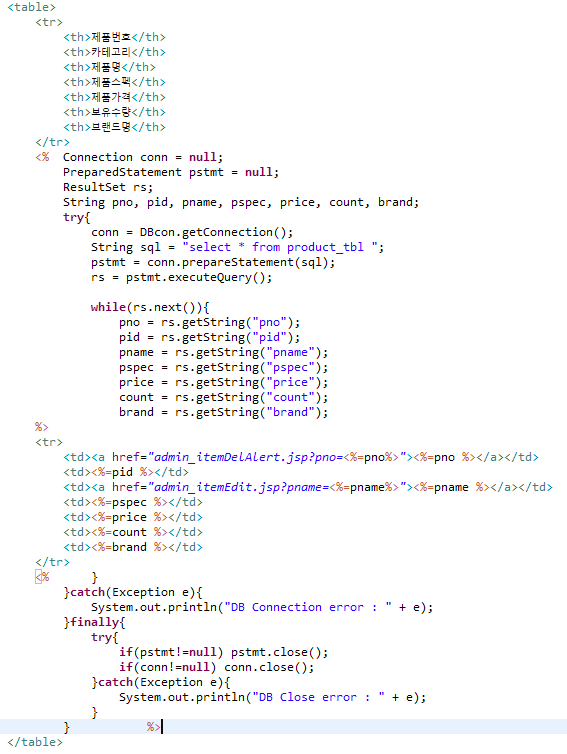 <table>
<tr>
<th>제품번호</th>
<th>카테고리</th>
<th>제품명</th>
<th>제품스펙</th>
<th>제품가격</th>
<th>보유수량</th>
<th>브랜드명</th>
</tr>
<%  Connection conn = null;
PreparedStatement pstmt = null;
ResultSet rs;
String pno, pid, pname, pspec, price, count, brand;
try{
conn = DBcon.getConnection();
String sql = "select * from product_tbl ";
pstmt = conn.prepareStatement(sql);
rs = pstmt.executeQuery();
while(rs.next()){
pno = rs.getString("pno");
pid = rs.getString("pid");
pname = rs.getString("pname");
pspec = rs.getString("pspec");
price = rs.getString("price");
count = rs.getString("count");
brand = rs.getString("brand");
%>
<tr>
<td><a href="admin_itemDelAlert.jsp?pno=<%=pno%>"><%=pno %></a></td>
<td><%=pid %></td>
<td><a href="admin_itemEdit.jsp?pname=<%=pname%>"><%=pname %></a></td>
<td><%=pspec %></td>
<td><%=price %></td>
<td><%=count %></td>
<td><%=brand %></td>
</tr>
<%      }
}catch(Exception e){
System.out.println("DB Connection error : " + e);
}finally{
try{
if(pstmt!=null) pstmt.close();
if(conn!=null) conn.close();
}catch(Exception e){
System.out.println("DB Close error : " + e);
}
}           %>
</table>